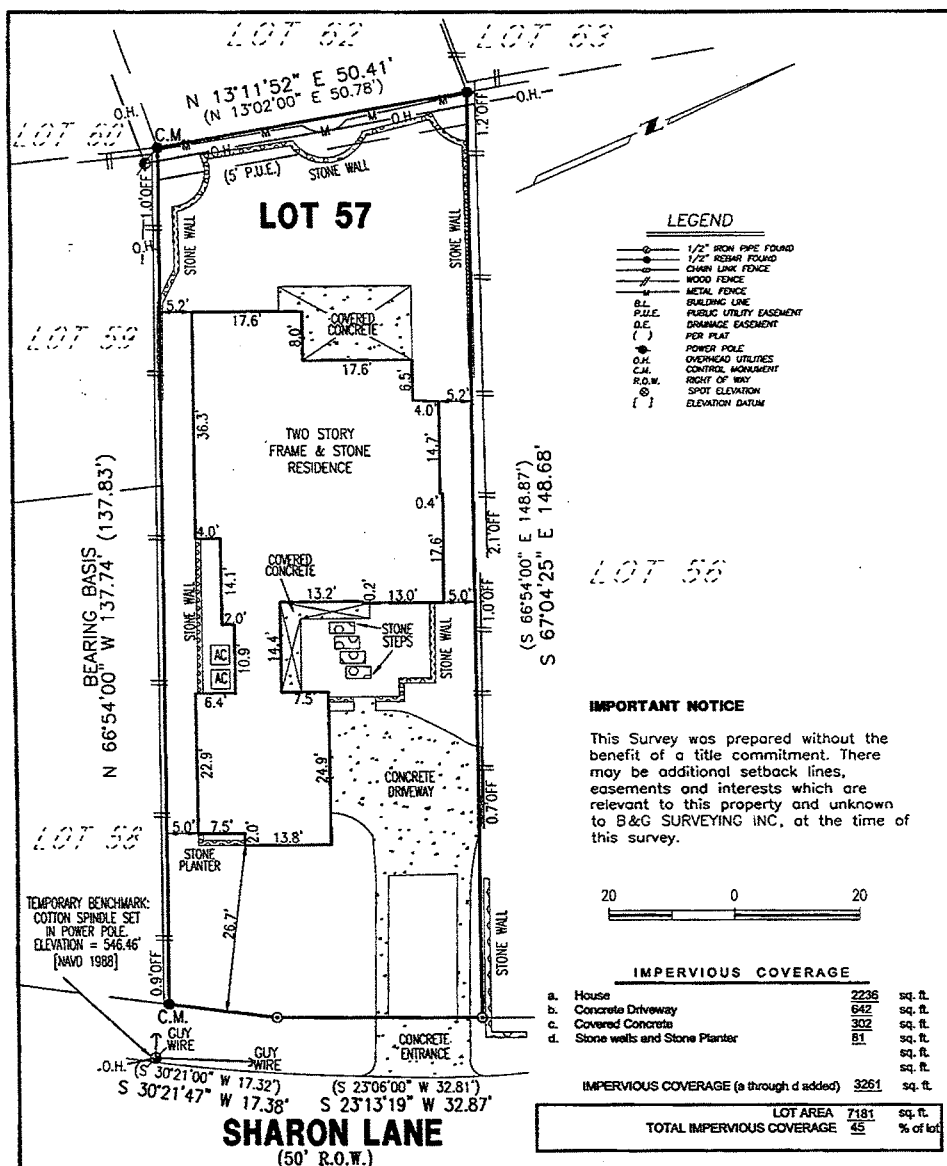 LOT 62
LOT 63
N 13°11'52" E 50.41'
(N 13°02'00" E 50.78')
O.H.
O.H.
O.H.
1.2'OFF
LOT 60
C.M.
O.H.
(5' P.U.E.)
STONE WALL
1.0'OFF
O.H.
STONE WALL
LOT 57
STONE WALL
Z
LEGEND
1/2" IRON PIPE FOUND
1/2" REBAR FOUND
CHAIN LINK FENCE
WOOD FENCE
M METAL FENCE
B.L. BUILDING LINE
P.U.E. PUBLIC UTILITY EASEMENT
D.E. DRAINAGE EASEMENT
( ) PER PLAT
POWER POLE
O.H. OVERHEAD UTILITIES
C.M. CONTROL MONUMENT
R.O.W. RIGHT OF WAY
SPOT ELEVATION
[ ] ELEVATION DATUM
5.2'
17.6'
8.0'
COVERED
CONCRETE
LOT 59
17.6'
6.5'
5.2'
4.0'
36.3'
TWO STORY
FRAME & STONE
RESIDENCE
14.7'
0.4'
BEARING BASIS
N 66°54'00" W 137.74' (137.83')
(S 66°54'00" E 148.87')
S 67°04'25" E 148.68'
2.1'OFF
4.0'
17.6'
STONE WALL
14.1'
COVERED
CONCRETE
LOT 56
13.2'
0.2'
13.0'
5.0'
1.0'OFF
2.0'
STONE
STEPS
STONE WALL
AC
AC
10.9'
14.4'
6.4'
7.5'
22.9'
24.9'
CONCRETE
DRIVEWAY
0.7'OFF
IMPORTANT NOTICE
This Survey was prepared without the
benefit of a title commitment. There
may be additional setback lines,
easements and interests which are
relevant to this property and unknown
to B&G SURVEYING INC, at the time of
this survey.
LOT 58
5.0'
7.5'
2.0'
13.8'
STONE
PLANTER
TEMPORARY BENCHMARK:
COTTON SPINDLE SET
IN POWER POLE.
ELEVATION = 546.46'
[NAVD 1988]
26.7'
0.9'OFF
STONE WALL
20 0 20
IMPERVIOUS COVERAGE
a. House 2236 sq. ft.
b. Concrete Driveway 642 sq. ft.
c. Covered Concrete 302 sq. ft.
d. Stone wells and Stone Planter 81 sq. ft.
sq. ft.
sq. ft.
IMPERVIOUS COVERAGE (a through d added) 3261 sq. ft.
LOT AREA 7181 sq. ft.
TOTAL IMPERVIOUS COVERAGE 45 % of lot
C.M.
GUY
WIRE
GUY
WIRE
O.H.
CONCRETE
ENTRANCE
(S 30°21'00" W 17.32') (S 23°06'00" W 32.81')
S 30°21'47" W 17.38' S 23°13'19" W 32.87'
SHARON LANE
(50' R.O.W.)